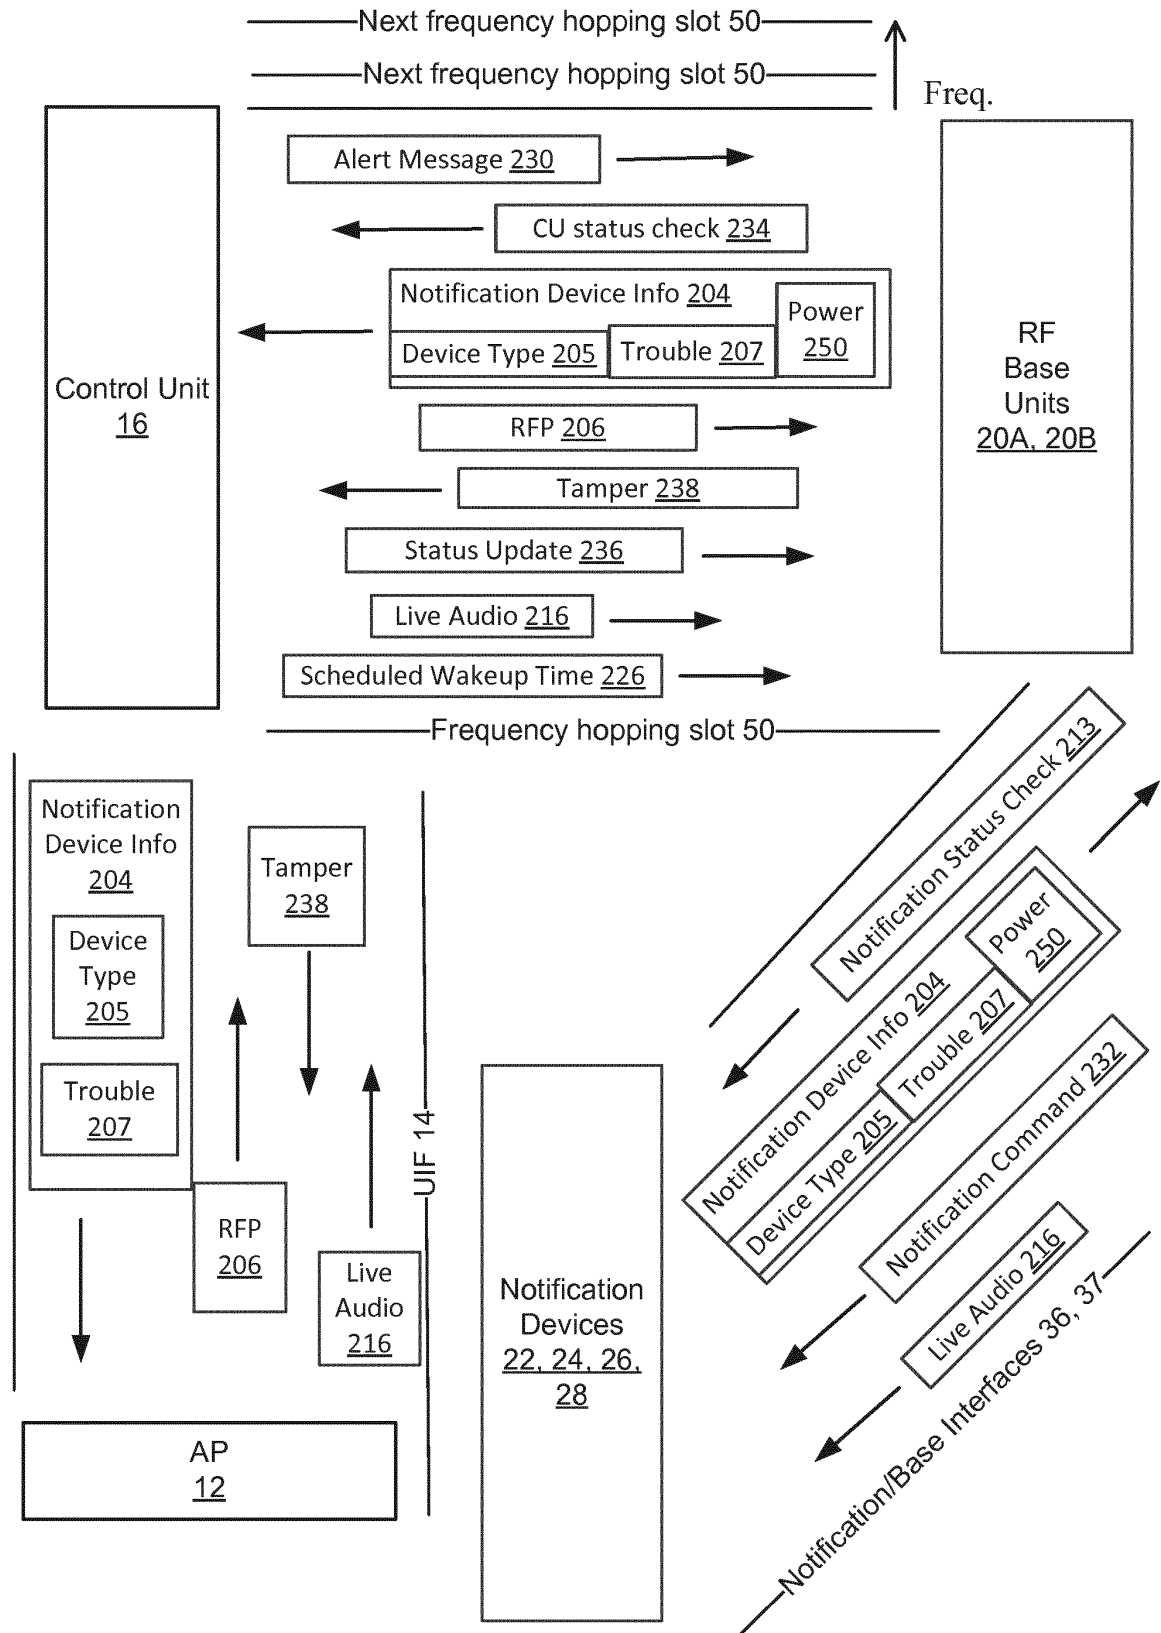 Next frequency hopping slot 50
Next frequency hopping slot 50
Freq.
Alert Message 230
CU status check 234
Notification Device Info 204
Power
250
Device Type 205
Trouble 207
Control Unit
16
RF
Base
Units
20A, 20B
RFP 206
Tamper 238
Status Update 236
Live Audio 216
Scheduled Wakeup Time 226
Frequency hopping slot 50
Notification
Device Info
204
Device
Type
205
Trouble
207
Tamper
238
RFP
206
Live
Audio
216
UIF 14
AP
12
Notification
Devices
22, 24, 26,
28
Notification Status Check 213
Notification Device Info 204
Power
250
Device Type 205
Trouble 207
Notification Command 232
Live Audio 216
Notification/Base Interfaces 36, 37